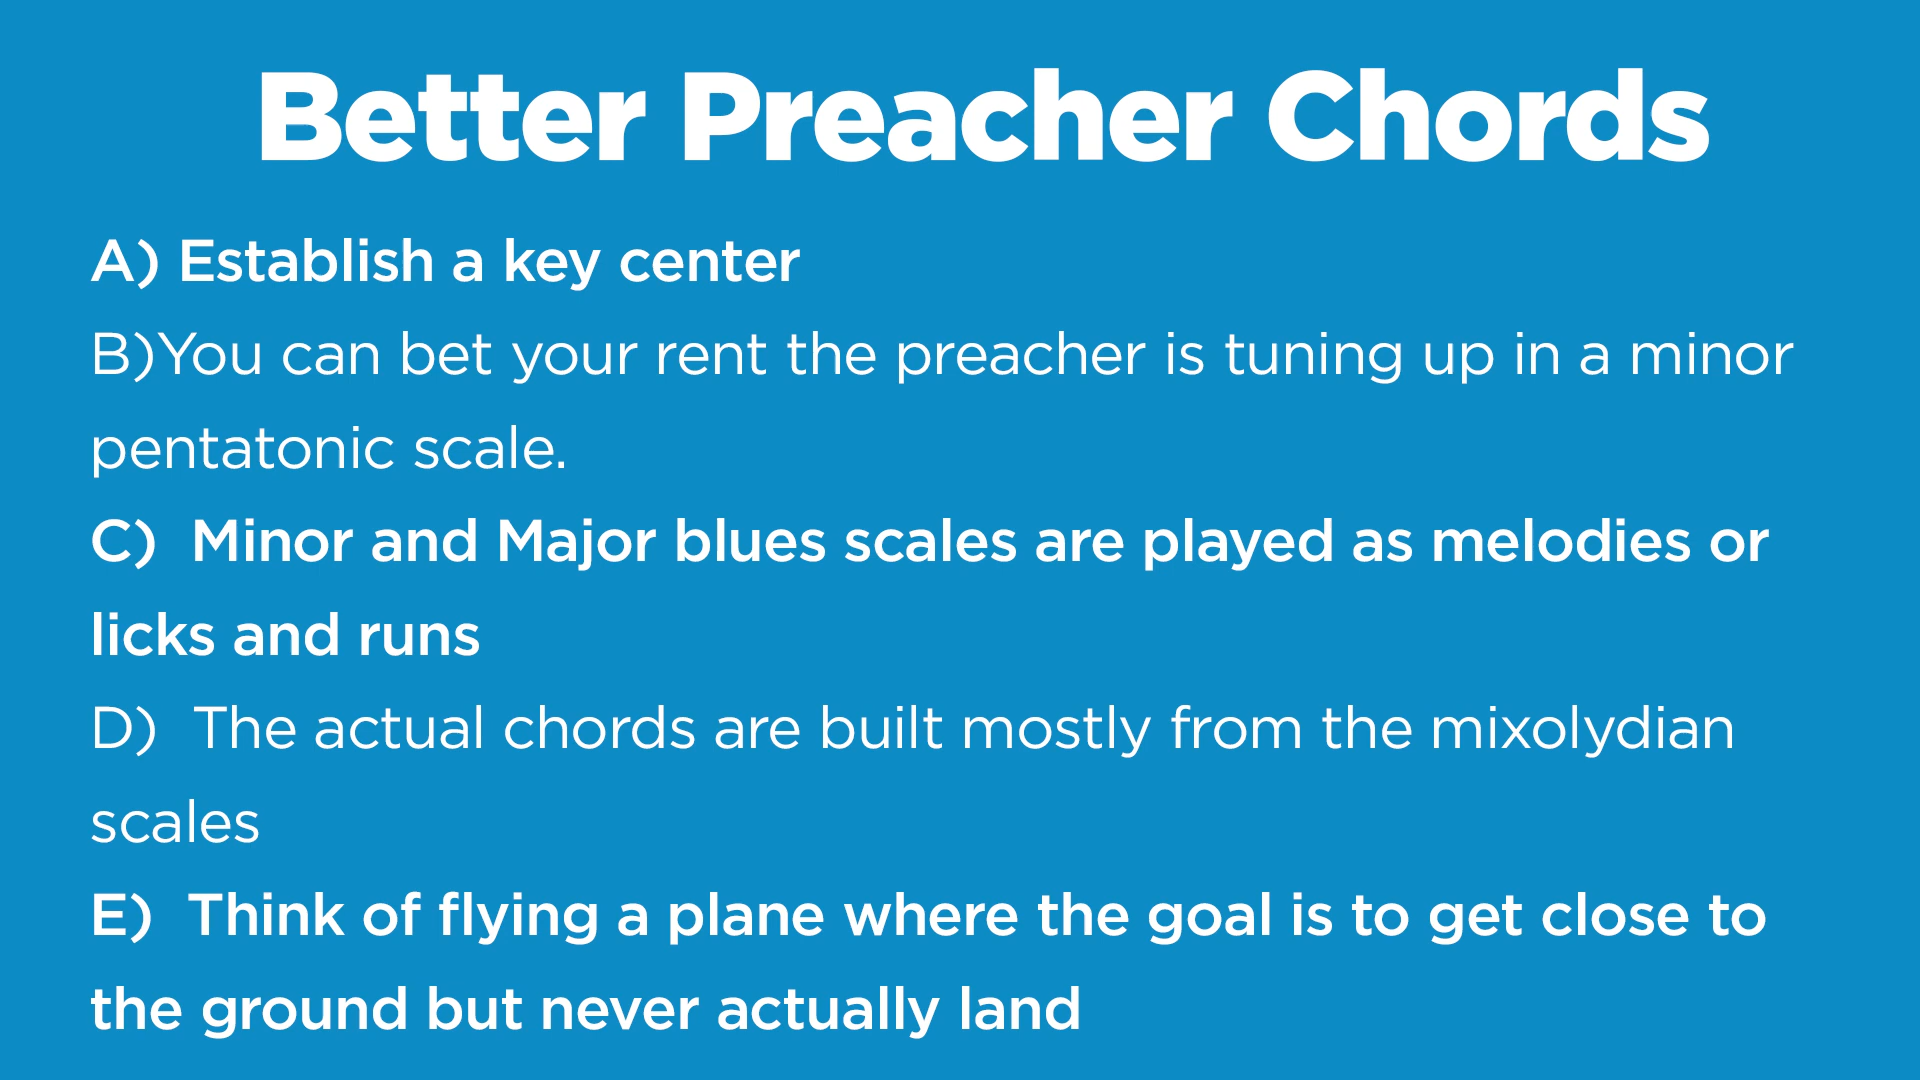 Better Preacher Chords
A) Establish a key center
B)You can bet your rent the preacher is tuning up in a minor
pentatonic scale.
C)  Minor and Major blues scales are played as melodies or
licks and runs
D)  The actual chords are built mostly from the mixolydian
scales
E)  Think of flying a plane where the goal is to get close to
the ground but never actually land